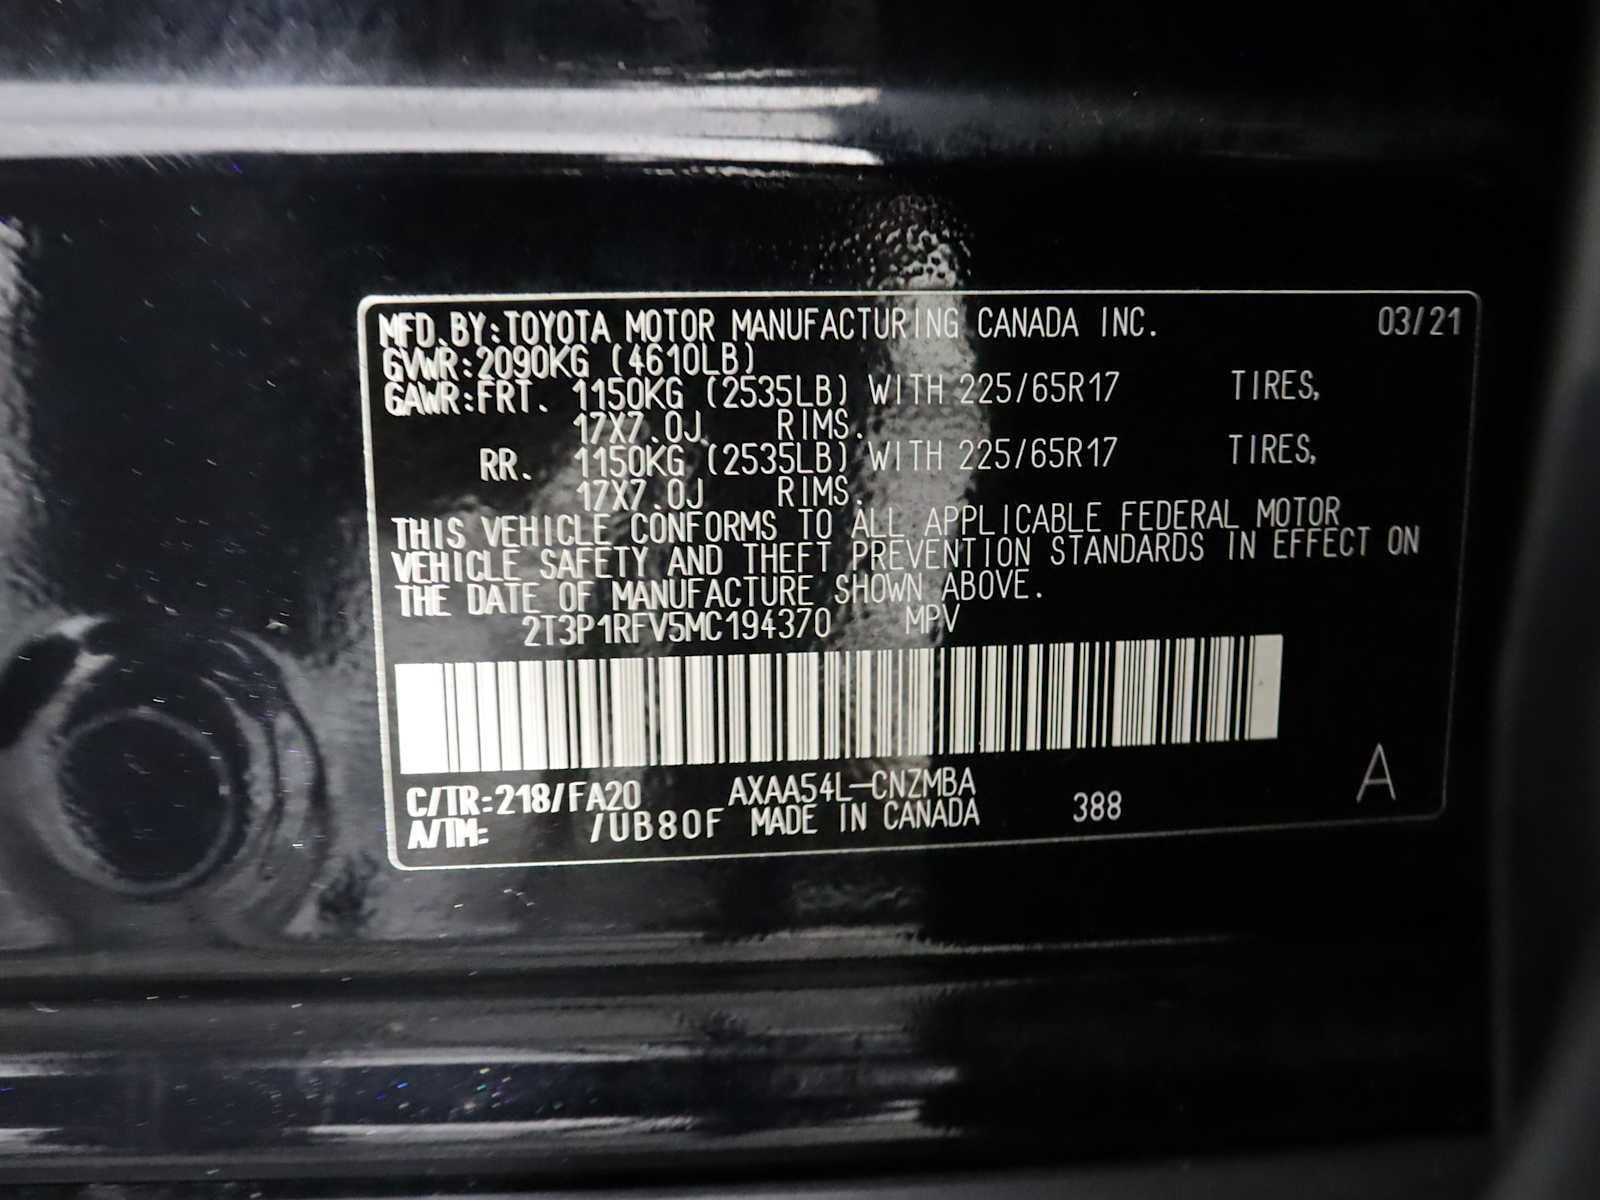 MFD.BY:TOYOTA MOTOR MANUFACTURING CANADA INC. 03/21
GVWR:2090KG (4610LB)
GAWR:FRT. 1150KG (2535LB) WITH 225/65R17 TIRES,
17X7.0J RIMS.
RR. 1150KG (2535LB) WITH 225/65R17 TIRES,
17X7.0J RIMS.
THIS VEHICLE CONFORMS TO ALL APPLICABLE FEDERAL MOTOR
VEHICLE SAFETY AND THEFT PREVENTION STANDARDS IN EFFECT ON
THE DATE OF MANUFACTURE SHOWN ABOVE.
2T3P1RFV5MC194370 MPV
C/TR:218/FA20 AXAA54L-CNZMBA A
A/TM: /UB80F MADE IN CANADA 388